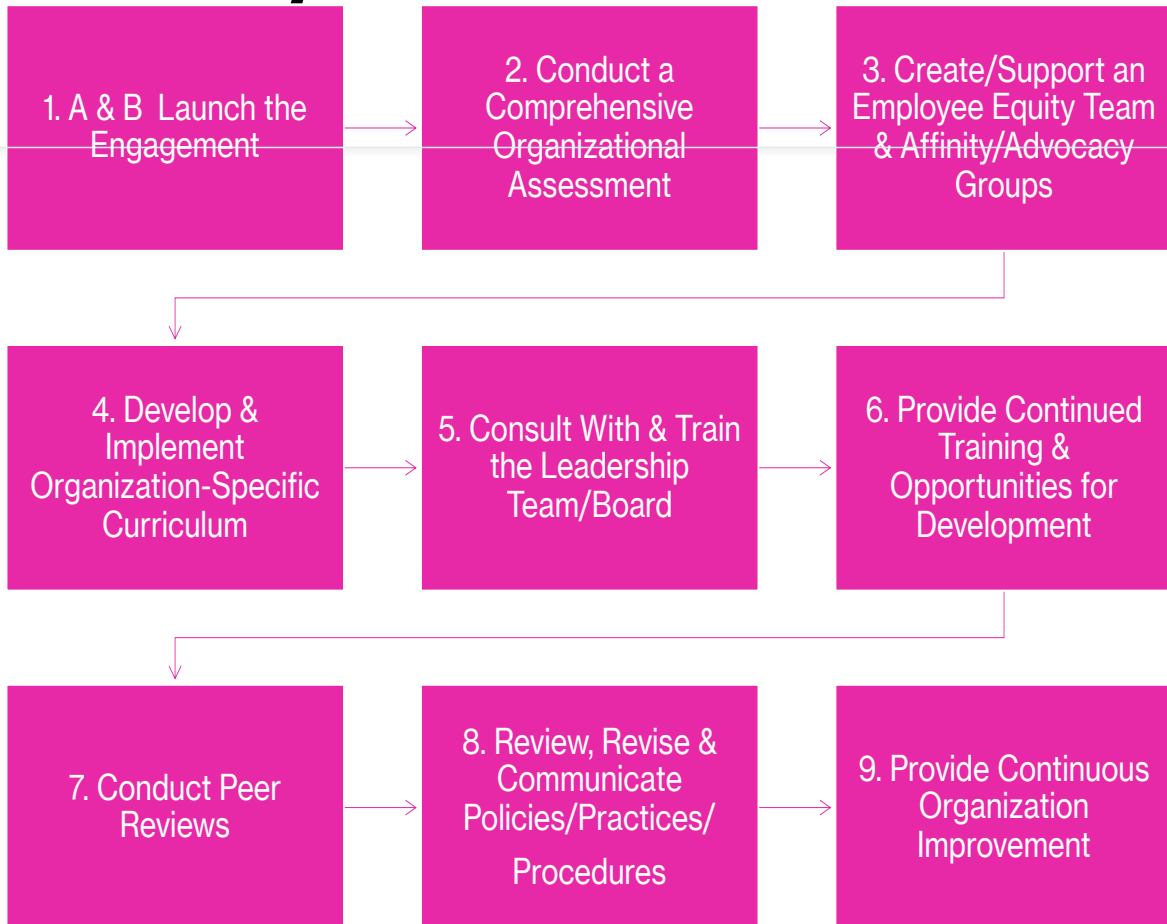 1. A & B Launch the
Engagement
2. Conduct a
Comprehensive
Organizational
Assessment
3. Create/Support an
Employee Equity Team
& Affinity/Advocacy
Groups
4. Develop &
Implement
Organization-Specific
Curriculum
5. Consult With & Train
the Leadership
Team/Board
6. Provide Continued
Training &
Opportunities for
Development
7. Conduct Peer
Reviews
8. Review, Revise &
Communicate
Policies/Practices/
Procedures
9. Provide Continuous
Organization
Improvement